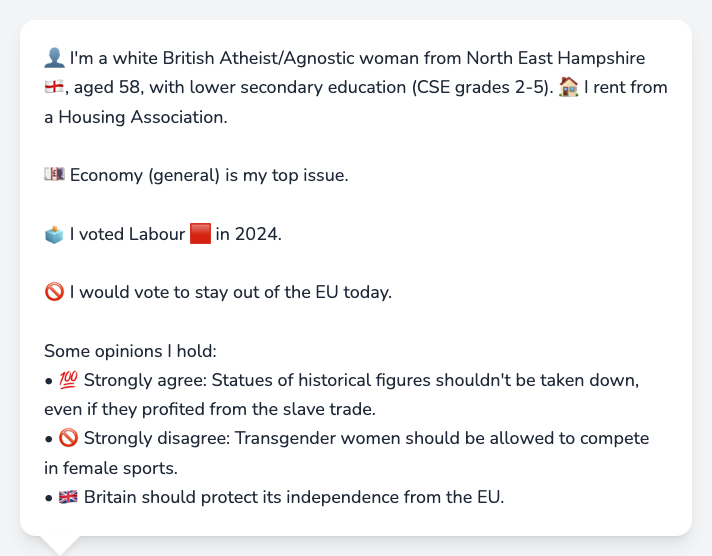 👤 I'm a white British Atheist/Agnostic woman from North East Hampshire
🏴󠁧󠁢󠁥󠁮󠁧󠁿, aged 58, with lower secondary education (CSE grades 2-5). 🏠 I rent from
a Housing Association.
💷 Economy (general) is my top issue.
🗳️ I voted Labour 🟥 in 2024.
🚫 I would vote to stay out of the EU today.
Some opinions I hold:
• 💯 Strongly agree: Statues of historical figures shouldn't be taken down,
even if they profited from the slave trade.
• 🚫 Strongly disagree: Transgender women should be allowed to compete
in female sports.
• 🇬🇧 Britain should protect its independence from the EU.